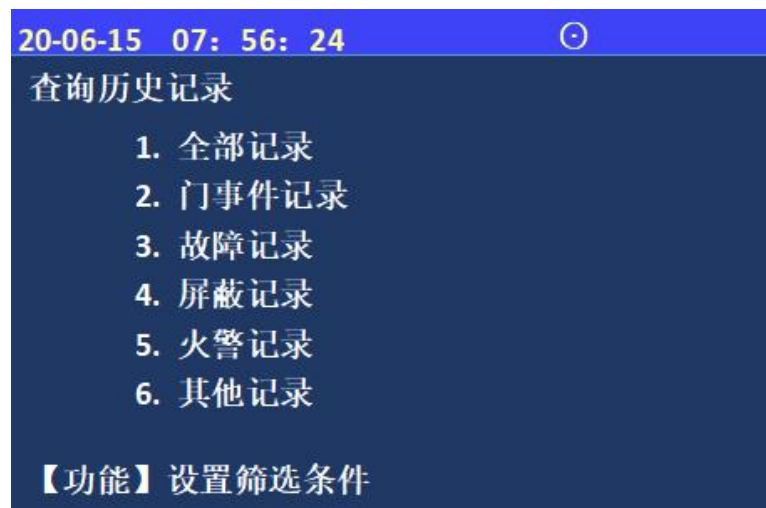 20-06-15 07：56：24 ⊙
查询历史记录
1. 全部记录
2. 门事件记录
3. 故障记录
4. 屏蔽记录
5. 火警记录
6. 其他记录
【功能】设置筛选条件